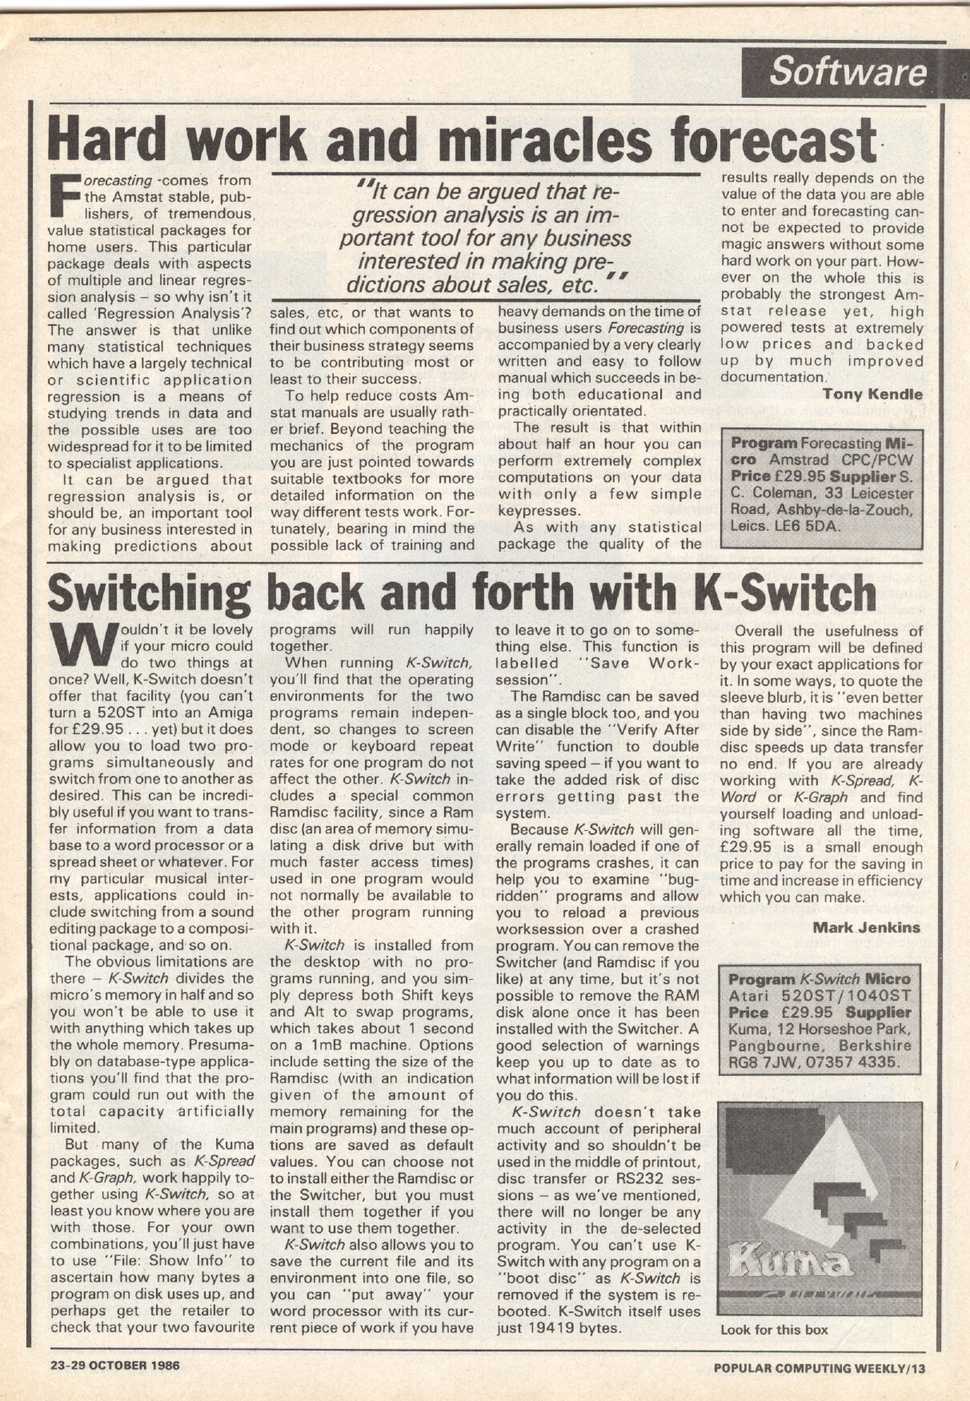 Software
Hard work and miracles forecast
Forecasting -comes from
the Amstat stable, pub-
lishers, of tremendous
value statistical packages for
home users. This particular
package deals with aspects
of multiple and linear regres-
sion analysis – so why isn't it
called 'Regression Analysis'?
The answer is that unlike
many statistical techniques
which have a largely technical
or scientific application
regression is a means of
studying trends in data and
the possible uses are too
widespread for it to be limited
to specialist applications.
It can be argued that
regression analysis is, or
should be, an important tool
for any business interested in
making predictions about
"It can be argued that re-
gression analysis is an im-
portant tool for any business
interested in making pre-
dictions about sales, etc."
sales, etc, or that wants to
find out which components of
their business strategy seems
to be contributing most or
least to their success.
To help reduce costs Am-
stat manuals are usually rath-
er brief. Beyond teaching the
mechanics of the program
you are just pointed towards
suitable textbooks for more
detailed information on the
way different tests work. For-
tunately, bearing in mind the
possible lack of training and
heavy demands on the time of
business users Forecasting is
accompanied by a very clearly
written and easy to follow
manual which succeeds in be-
ing both educational and
practically orientated.
The result is that within
about half an hour you can
perform extremely complex
computations on your data
with only a few simple
keypresses.
As with any statistical
package the quality of the
results really depends on the
value of the data you are able
to enter and forecasting can-
not be expected to provide
magic answers without some
hard work on your part. How-
ever on the whole this is
probably the strongest Am-
stat release yet, high
powered tests at extremely
low prices and backed
up by much improved
documentation.
Tony Kendle
Program Forecasting Mi-
cro Amstrad CPC/PCW
Price £29.95 Supplier S.
C. Coleman, 33 Leicester
Road, Ashby-de-la-Zouch,
Leics. LE6 5DA.
Switching back and forth with K-Switch
Wouldn't it be lovely
if your micro could
do two things at
once? Well, K-Switch doesn't
offer that facility (you can't
turn a 520ST into an Amiga
for £29.95 . . . yet) but it does
allow you to load two pro-
grams simultaneously and
switch from one to another as
desired. This can be incredi-
bly useful if you want to trans-
fer information from a data
base to a word processor or a
spread sheet or whatever. For
my particular musical inter-
ests, applications could in-
clude switching from a sound
editing package to a composi-
tional package, and so on.
The obvious limitations are
there – K-Switch divides the
micro's memory in half and so
you won't be able to use it
with anything which takes up
the whole memory. Presuma-
bly on database-type applica-
tions you'll find that the pro-
gram could run out with the
total capacity artificially
limited.
But many of the Kuma
packages, such as K-Spread
and K-Graph, work happily to-
gether using K-Switch, so at
least you know where you are
with those. For your own
combinations, you'll just have
to use "File: Show Info" to
ascertain how many bytes a
program on disk uses up, and
perhaps get the retailer to
check that your two favourite
programs will run happily
together.
When running K-Switch,
you'll find that the operating
environments for the two
programs remain indepen-
dent, so changes to screen
mode or keyboard repeat
rates for one program do not
affect the other. K-Switch in-
cludes a special common
Ramdisc facility, since a Ram
disc (an area of memory simu-
lating a disk drive but with
much faster access times)
used in one program would
not normally be available to
the other program running
with it.
K-Switch is installed from
the desktop with no pro-
grams running, and you sim-
ply depress both Shift keys
and Alt to swap programs,
which takes about 1 second
on a 1mB machine. Options
include setting the size of the
Ramdisc (with an indication
given of the amount of
memory remaining for the
main programs) and these op-
tions are saved as default
values. You can choose not
to install either the Ramdisc or
the Switcher, but you must
install them together if you
want to use them together.
K-Switch also allows you to
save the current file and its
environment into one file, so
you can "put away" your
word processor with its cur-
rent piece of work if you have
to leave it to go on to some-
thing else. This function is
labelled "Save Work-
session".
The Ramdisc can be saved
as a single block too, and you
can disable the "Verify After
Write" function to double
saving speed – if you want to
take the added risk of disc
errors getting past the
system.
Because K-Switch will gen-
erally remain loaded if one of
the programs crashes, it can
help you to examine "bug-
ridden" programs and allow
you to reload a previous
worksession over a crashed
program. You can remove the
Switcher (and Ramdisc if you
like) at any time, but it's not
possible to remove the RAM
disk alone once it has been
installed with the Switcher. A
good selection of warnings
keep you up to date as to
what information will be lost if
you do this.
K-Switch doesn't take
much account of peripheral
activity and so shouldn't be
used in the middle of printout,
disc transfer or RS232 ses-
sions – as we've mentioned,
there will no longer be any
activity in the de-selected
program. You can't use K-
Switch with any program on a
"boot disc" as K-Switch is
removed if the system is re-
booted. K-Switch itself uses
just 19419 bytes.
Overall the usefulness of
this program will be defined
by your exact applications for
it. In some ways, to quote the
sleeve blurb, it is "even better
than having two machines
side by side", since the Ram-
disc speeds up data transfer
no end. If you are already
working with K-Spread, K-
Word or K-Graph and find
yourself loading and unload-
ing software all the time,
£29.95 is a small enough
price to pay for the saving in
time and increase in efficiency
which you can make.
Mark Jenkins
Program K-Switch Micro
Atari 520ST/1040ST
Price £29.95 Supplier
Kuma, 12 Horseshoe Park,
Pangbourne, Berkshire
RG8 7JW, 07357 4335.
Kuma
Look for this box
23-29 OCTOBER 1986
POPULAR COMPUTING WEEKLY/13